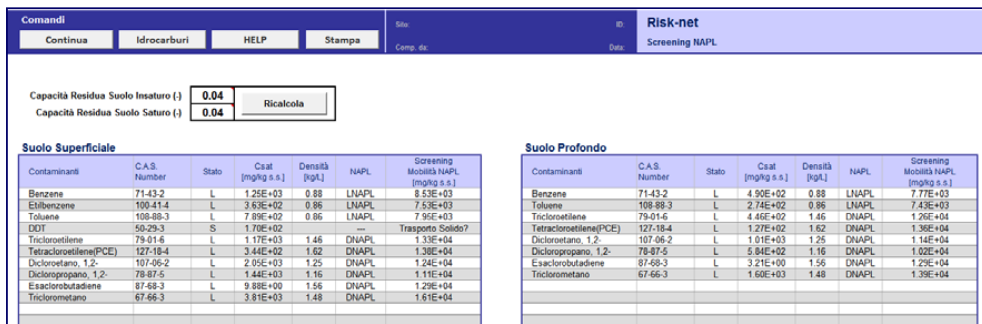 Comandi
Continua Idrocarburi HELP Stampa
Sito: ID:
Comp. da: Data:
Risk-net
Screening NAPL
Capacità Residua Suolo Insaturo (-) 0.04
Capacità Residua Suolo Saturo (-) 0.04
Ricalcola
Suolo Superficiale
Contaminanti C.A.S. Number Stato Csat [mg/kg s.s.] Densità [kg/L] NAPL Screening Mobilità NAPL [mg/kg s.s.]
Benzene 71-43-2 L 1.25E+03 0.88 LNAPL 8.53E+03
Etilbenzene 100-41-4 L 3.63E+02 0.86 LNAPL 7.53E+03
Toluene 108-88-3 L 7.89E+02 0.86 LNAPL 7.95E+03
DDT 50-29-3 S 1.70E+02 --- Trasporto Solido?
Tricloroetilene 79-01-6 L 1.17E+03 1.46 DNAPL 1.33E+04
Tetracloroetilene(PCE) 127-18-4 L 3.44E+02 1.62 DNAPL 1.38E+04
Dicloroetano, 1,2- 107-06-2 L 2.05E+03 1.25 DNAPL 1.24E+04
Dicloropropano, 1,2- 78-87-5 L 1.44E+03 1.16 DNAPL 1.11E+04
Esaclorobutadiene 87-68-3 L 9.88E+00 1.56 DNAPL 1.29E+04
Triclorometano 67-66-3 L 3.81E+03 1.48 DNAPL 1.61E+04
Suolo Profondo
Contaminanti C.A.S. Number Stato Csat [mg/kg s.s.] Densità [kg/L] NAPL Screening Mobilità NAPL [mg/kg s.s.]
Benzene 71-43-2 L 4.90E+02 0.88 LNAPL 7.77E+03
Toluene 108-88-3 L 2.74E+02 0.86 LNAPL 7.43E+03
Tricloroetilene 79-01-6 L 4.46E+02 1.46 DNAPL 1.26E+04
Tetracloroetilene(PCE) 127-18-4 L 1.27E+02 1.62 DNAPL 1.36E+04
Dicloroetano, 1,2- 107-06-2 L 1.01E+03 1.25 DNAPL 1.14E+04
Dicloropropano, 1,2- 78-87-5 L 5.84E+02 1.16 DNAPL 1.02E+04
Esaclorobutadiene 87-68-3 L 3.21E+00 1.56 DNAPL 1.29E+04
Triclorometano 67-66-3 L 1.60E+03 1.48 DNAPL 1.39E+04